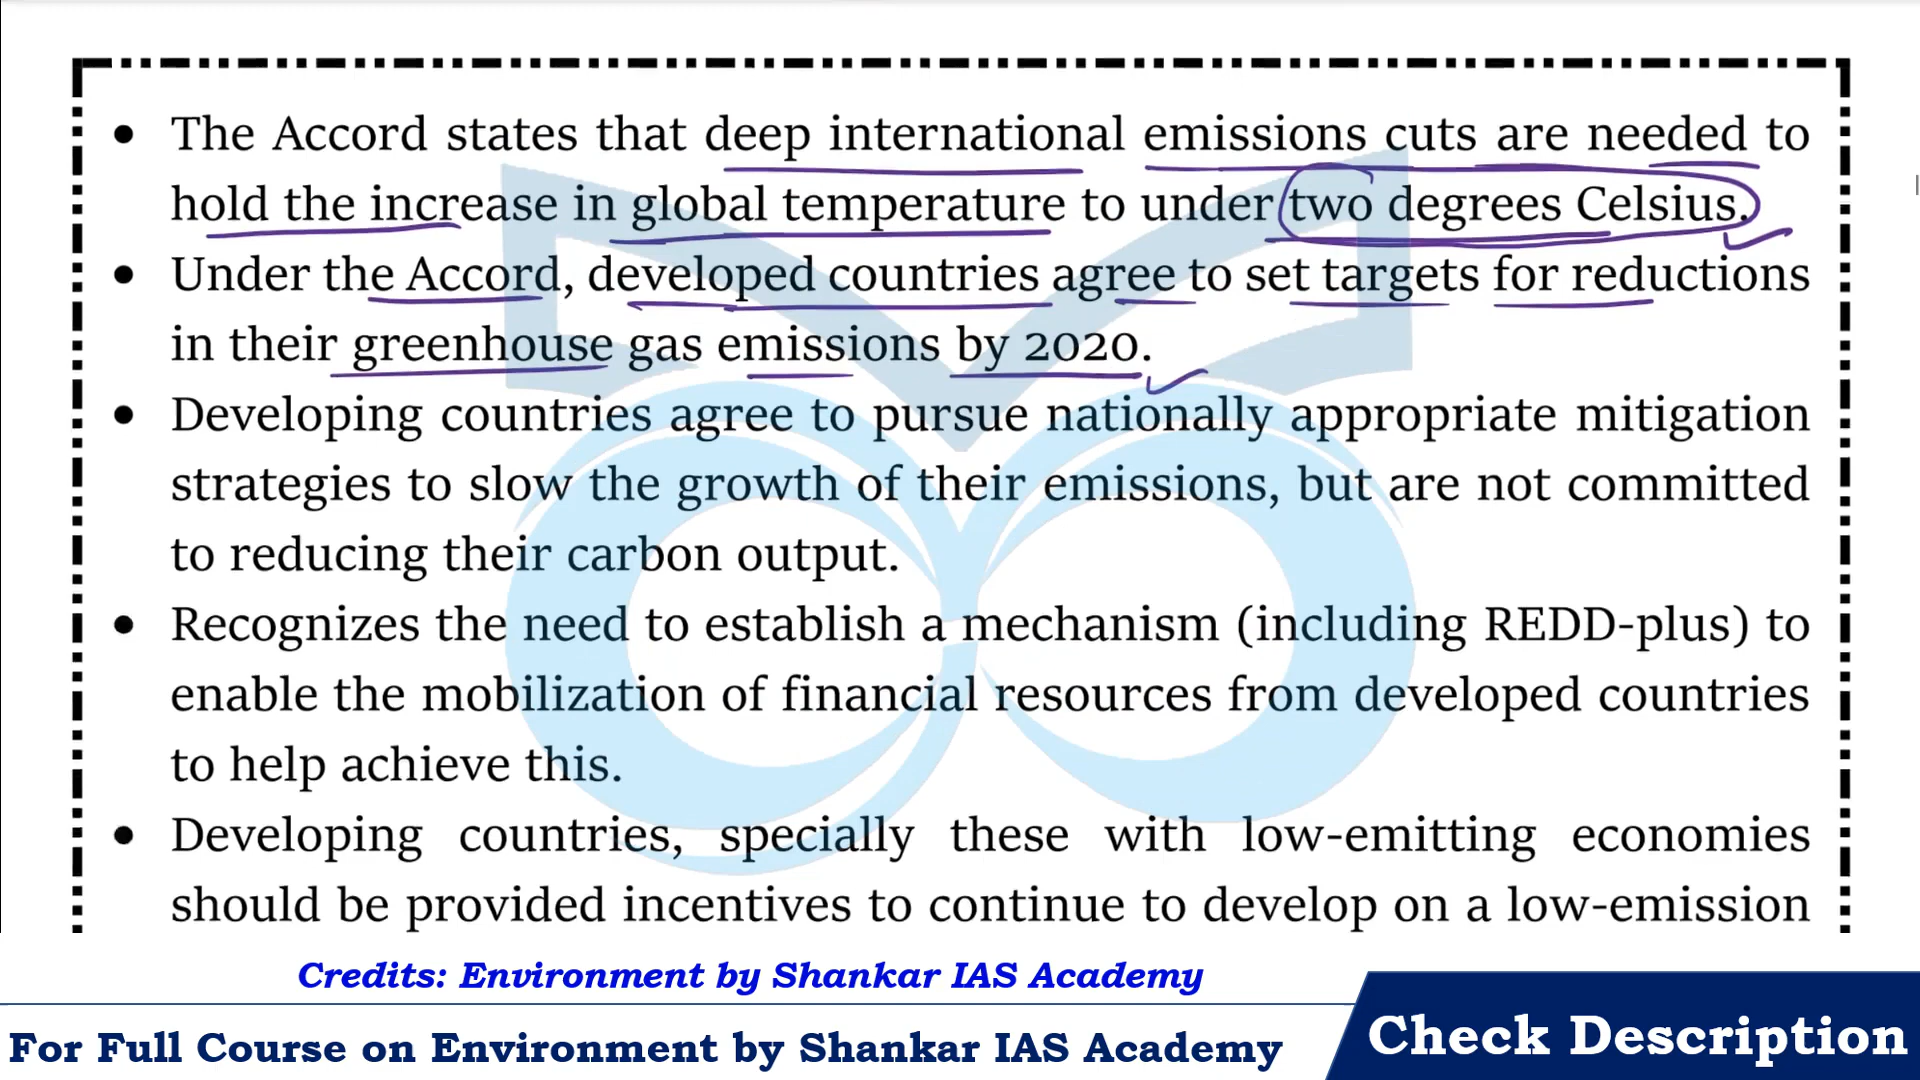 • The Accord states that deep international emissions cuts are needed to
hold the increase in global temperature to under two degrees Celsius.
• Under the Accord, developed countries agree to set targets for reductions
in their greenhouse gas emissions by 2020.
• Developing countries agree to pursue nationally appropriate mitigation
strategies to slow the growth of their emissions, but are not committed
to reducing their carbon output.
• Recognizes the need to establish a mechanism (including REDD-plus) to
enable the mobilization of financial resources from developed countries
to help achieve this.
• Developing countries, specially these with low-emitting economies
should be provided incentives to continue to develop on a low-emission
Credits: Environment by Shankar IAS Academy
For Full Course on Environment by Shankar IAS Academy
Check Description